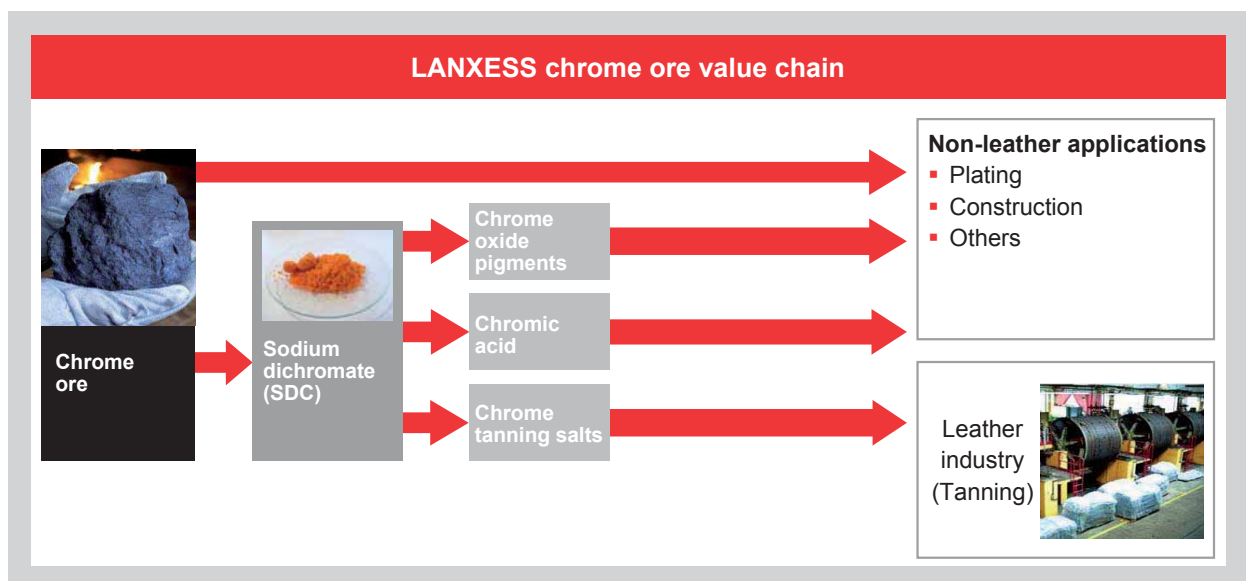 LANXESS chrome ore value chain
Chrome
ore
Sodium
dichromate
(SDC)
Chrome
oxide
pigments
Chromic
acid
Chrome
tanning salts
Non-leather applications
▪ Plating
▪ Construction
▪ Others
Leather
industry
(Tanning)